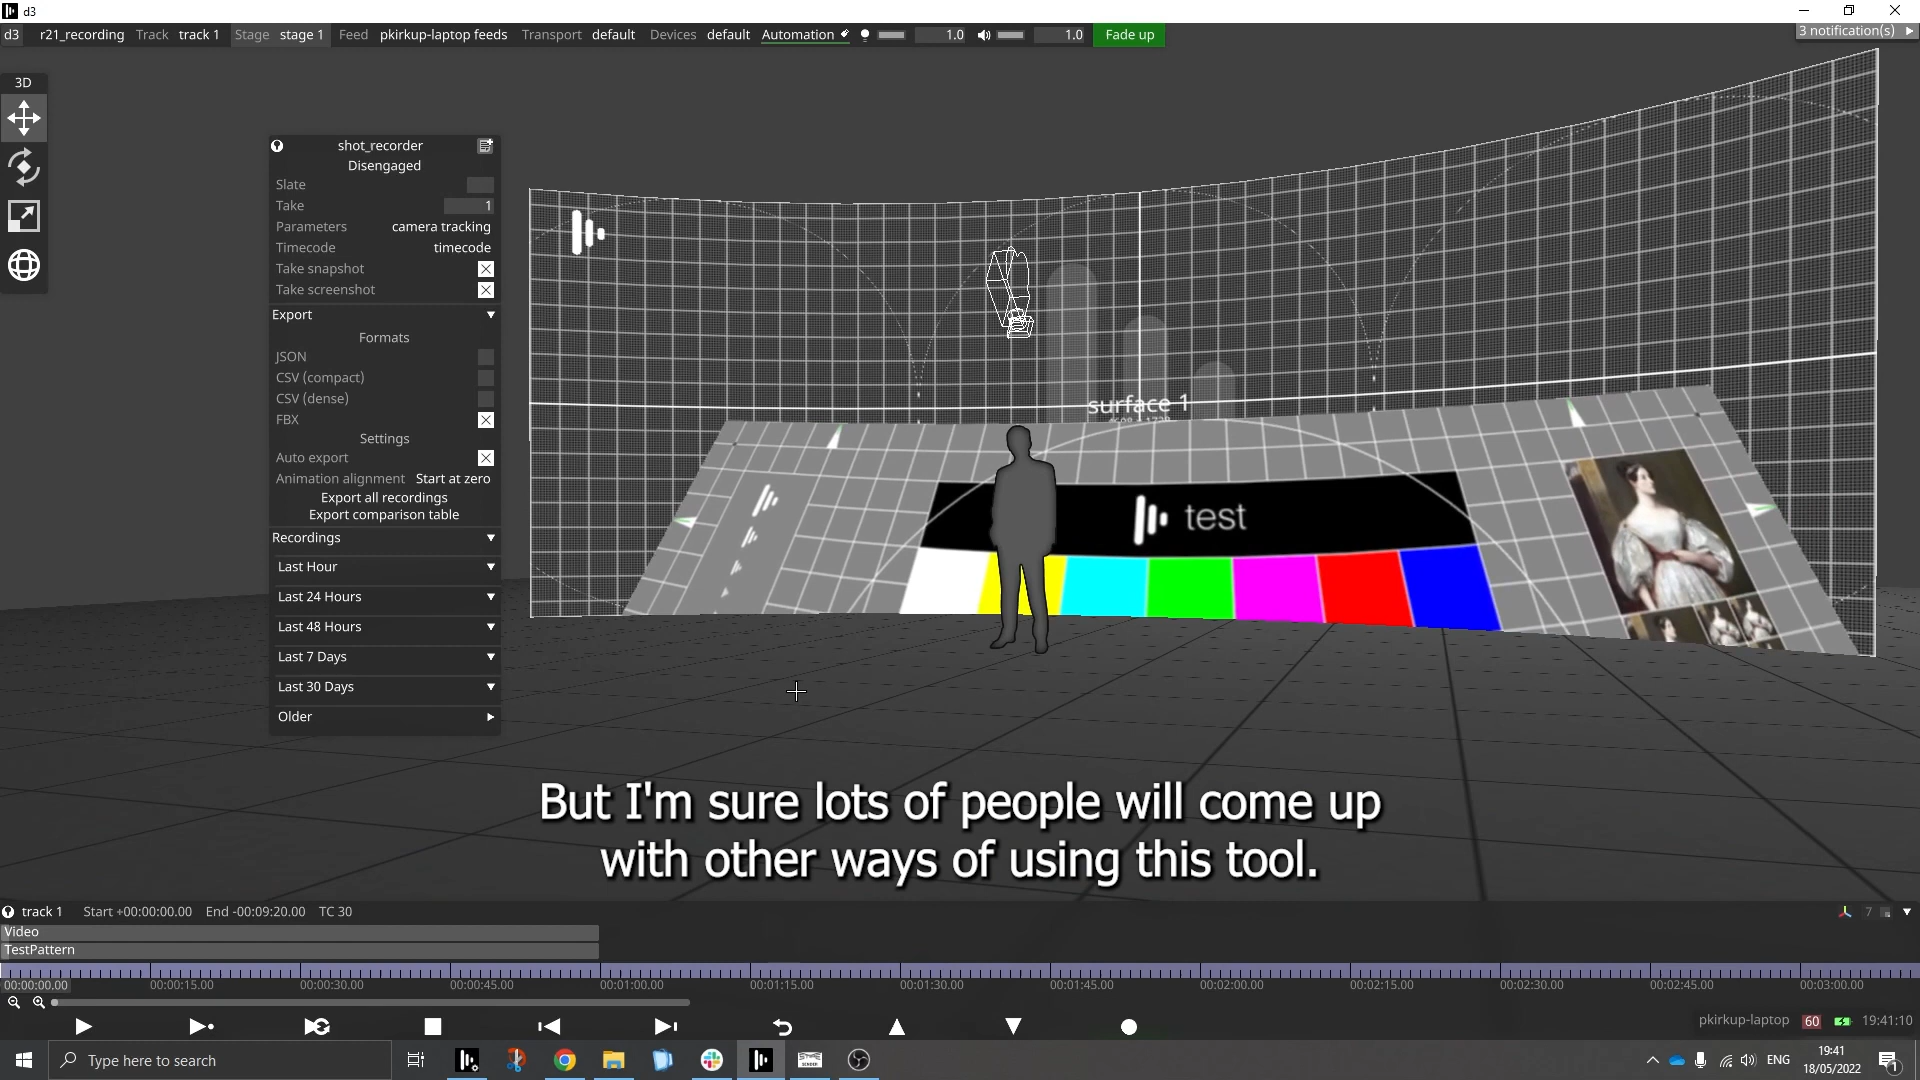 d3
d3 r21_recording Track track 1 Stage stage 1 Feed pkirkup-laptop feeds Transport default Devices default Automation 1.0 1.0 Fade up 3 notification(s)
3D
shot_recorder
Disengaged
Slate
Take 1
Parameters camera tracking
Timecode timecode
Take snapshot
Take screenshot
Export
Formats
JSON
CSV (compact)
CSV (dense)
FBX
Settings
Auto export
Animation alignment Start at zero
Export all recordings
Export comparison table
Recordings
Last Hour
Last 24 Hours
Last 48 Hours
Last 7 Days
Last 30 Days
Older
surface 1
test
But I'm sure lots of people will come up
with other ways of using this tool.
track 1 Start +00:00:00.00 End -00:09:20.00 TC 30 7
Video
TestPattern
00:00:00.00 00:00:15.00 00:00:30.00 00:00:45.00 00:01:00.00 00:01:15.00 00:01:30.00 00:01:45.00 00:02:00.00 00:02:15.00 00:02:30.00 00:02:45.00 00:03:00.00
pkirkup-laptop 60 19:41:10
Type here to search
ENG
19:41
18/05/2022
1